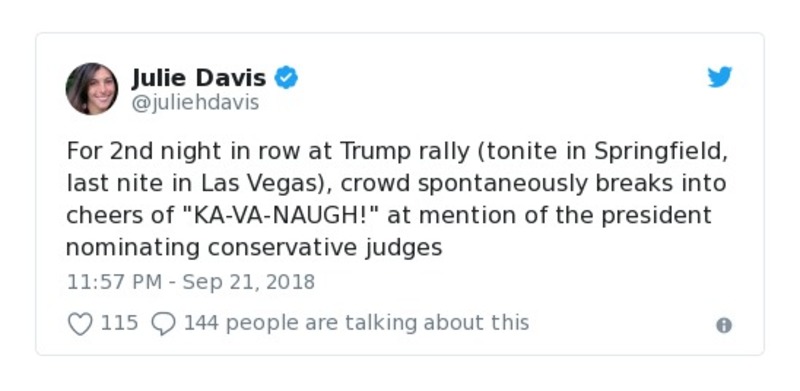 Julie Davis
@juliehdavis
For 2nd night in row at Trump rally (tonite in Springfield,
last nite in Las Vegas), crowd spontaneously breaks into
cheers of "KA-VA-NAUGH!" at mention of the president
nominating conservative judges
11:57 PM - Sep 21, 2018
115 144 people are talking about this